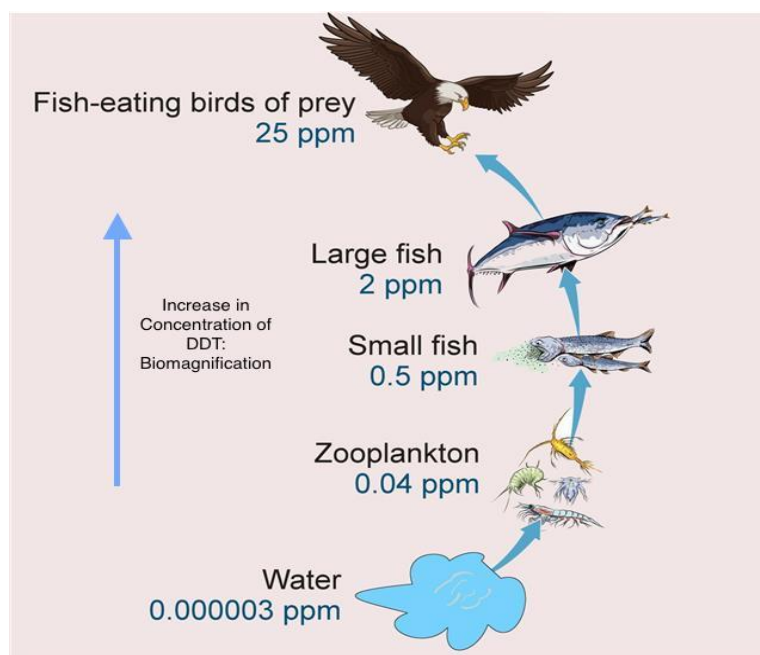 Fish-eating birds of prey
25 ppm
Large fish
2 ppm
Increase in
Concentration of
DDT:
Biomagnification
Small fish
0.5 ppm
Zooplankton
0.04 ppm
Water
0.000003 ppm